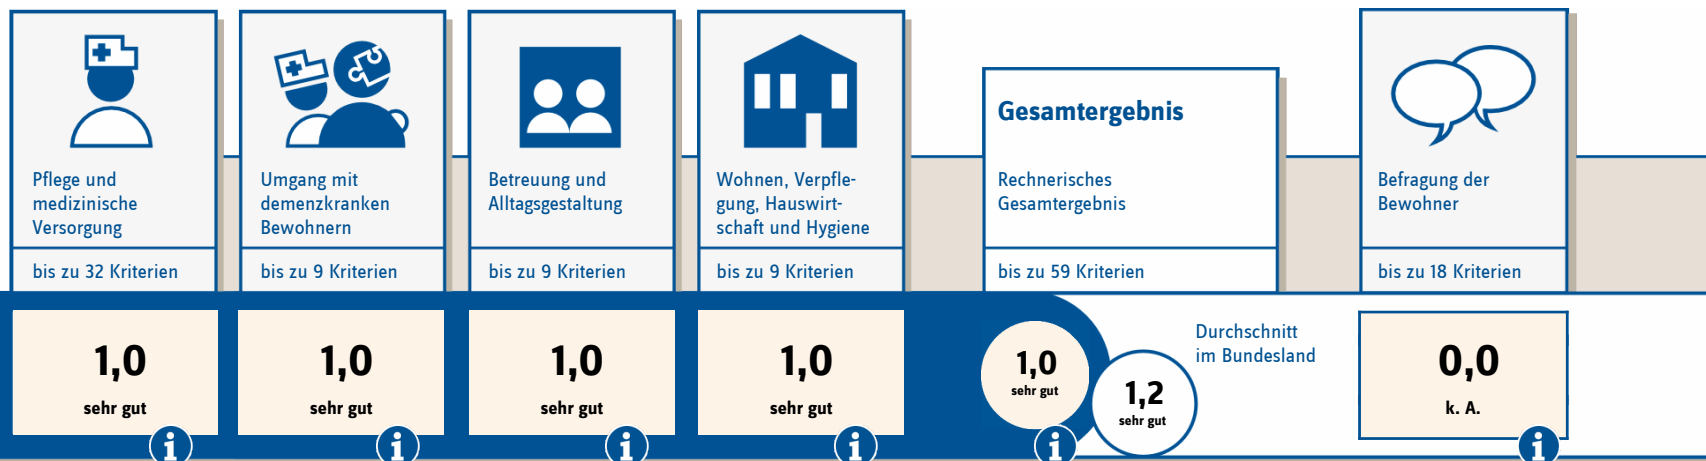 Pflege und
medizinische
Versorgung
bis zu 32 Kriterien
1,0
sehr gut
Umgang mit
demenzkranken
Bewohnern
bis zu 9 Kriterien
1,0
sehr gut
Betreuung und
Alltagsgestaltung
bis zu 9 Kriterien
1,0
sehr gut
Wohnen, Verpfle-
gung, Hauswirt-
schaft und Hygiene
bis zu 9 Kriterien
1,0
sehr gut
Gesamtergebnis
Rechnerisches
Gesamtergebnis
bis zu 59 Kriterien
1,0
sehr gut
Durchschnitt
im Bundesland
1,2
sehr gut
Befragung der
Bewohner
bis zu 18 Kriterien
0,0
k. A.